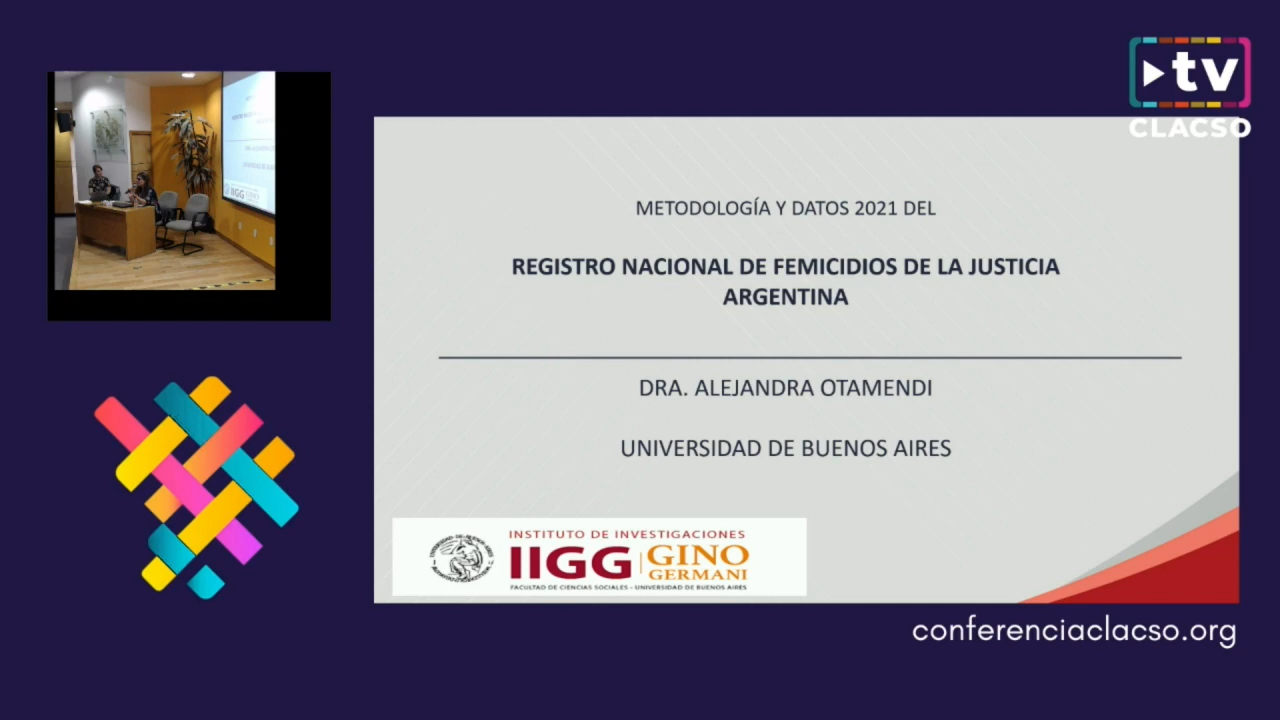 tv
CLACSO
METODOLOGÍA Y DATOS 2021 DEL
REGISTRO NACIONAL DE FEMICIDIOS DE LA JUSTICIA
ARGENTINA
DRA. ALEJANDRA OTAMENDI
UNIVERSIDAD DE BUENOS AIRES
INSTITUTO DE INVESTIGACIONES
IIGG GINO
GERMANI
FACULTAD DE CIENCIAS SOCIALES - UNIVERSIDAD DE BUENOS AIRES
conferenciaclacso.org